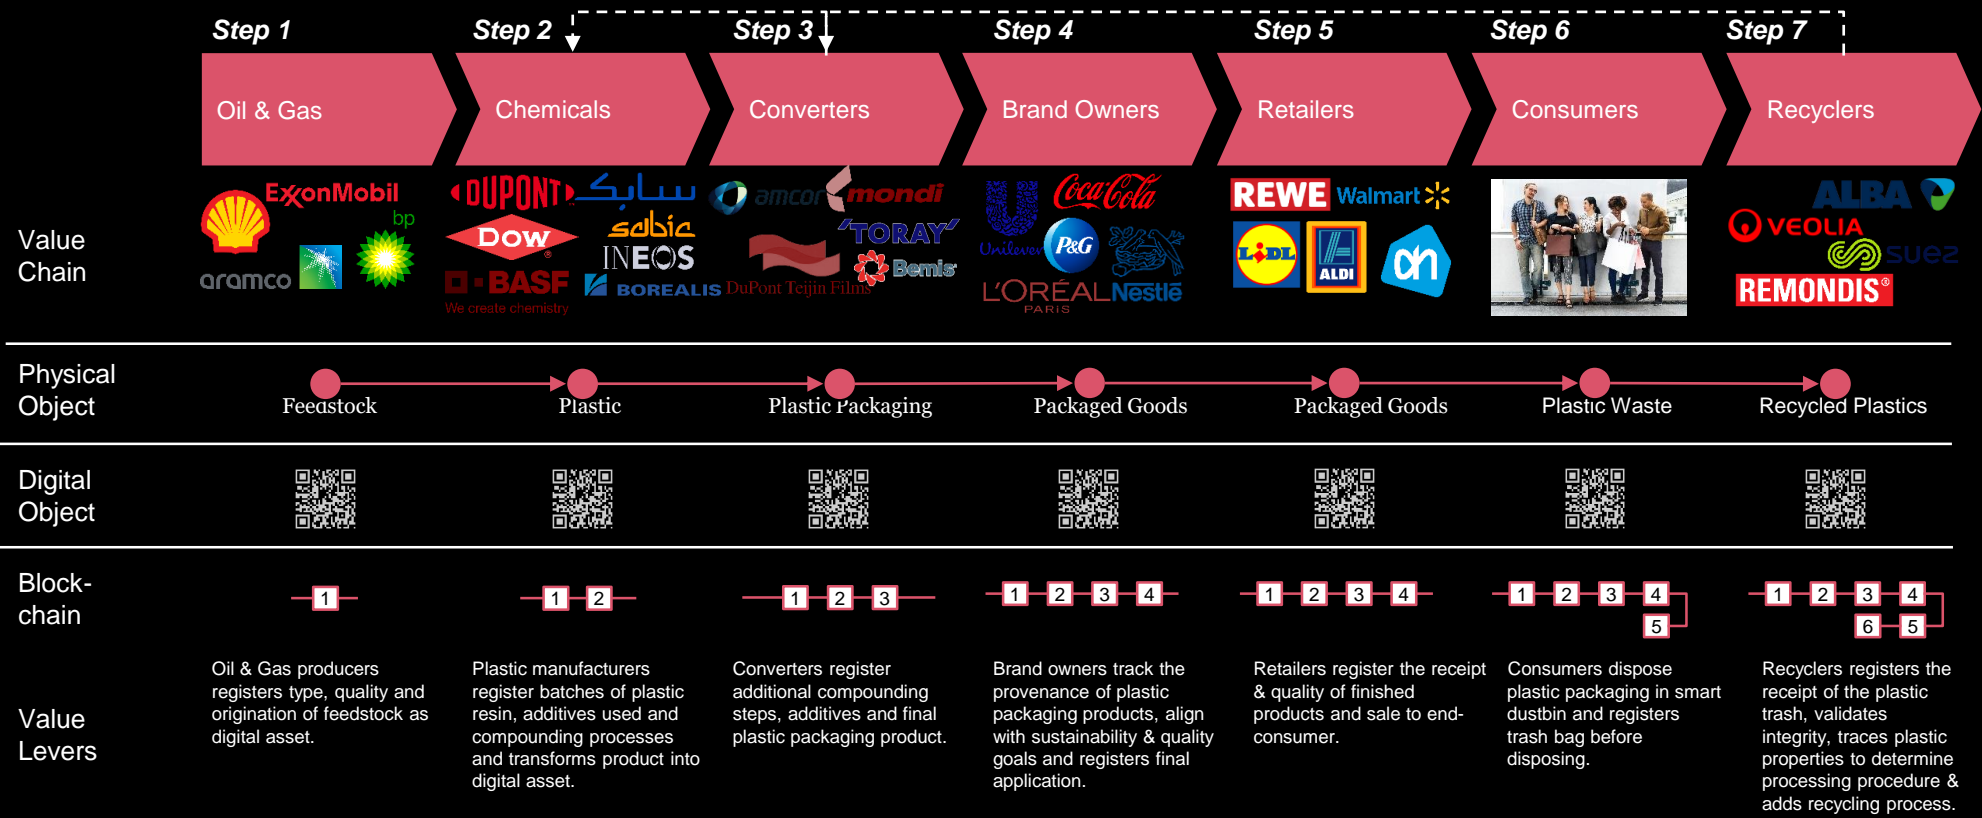 Step 1
Step 2
Step 3
Step 4
Step 5
Step 6
Step 7
Oil & Gas
Chemicals
Converters
Brand Owners
Retailers
Consumers
Recyclers
Value
Chain
ExxonMobil
bp
aramco
DUPONT
سابك
sabic
DOW
INEOS
BASF
We create chemistry
BOREALIS
amcor
mondi
TORAY
Bemis
DuPont Teijin Films
Unilever
Coca-Cola
P&G
L'ORÉAL
PARIS
Nestlé
REWE
Walmart
LIDL
ALDI
ah
ALBA
VEOLIA
suez
REMONDIS®
Physical
Object
Feedstock
Plastic
Plastic Packaging
Packaged Goods
Packaged Goods
Plastic Waste
Recycled Plastics
Digital
Object
Block-
chain
1
1 2
1 2 3
1 2 3 4
1 2 3 4
1 2 3 4
5
1 2 3 4
6 5
Value
Levers
Oil & Gas producers
registers type, quality and
origination of feedstock as
digital asset.
Plastic manufacturers
register batches of plastic
resin, additives used and
compounding processes
and transforms product into
digital asset.
Converters register
additional compounding
steps, additives and final
plastic packaging product.
Brand owners track the
provenance of plastic
packaging products, align
with sustainability & quality
goals and registers final
application.
Retailers register the receipt
& quality of finished
products and sale to end-
consumer.
Consumers dispose
plastic packaging in smart
dustbin and registers
trash bag before
disposing.
Recyclers registers the
receipt of the plastic
trash, validates
integrity, traces plastic
properties to determine
processing procedure &
adds recycling process.